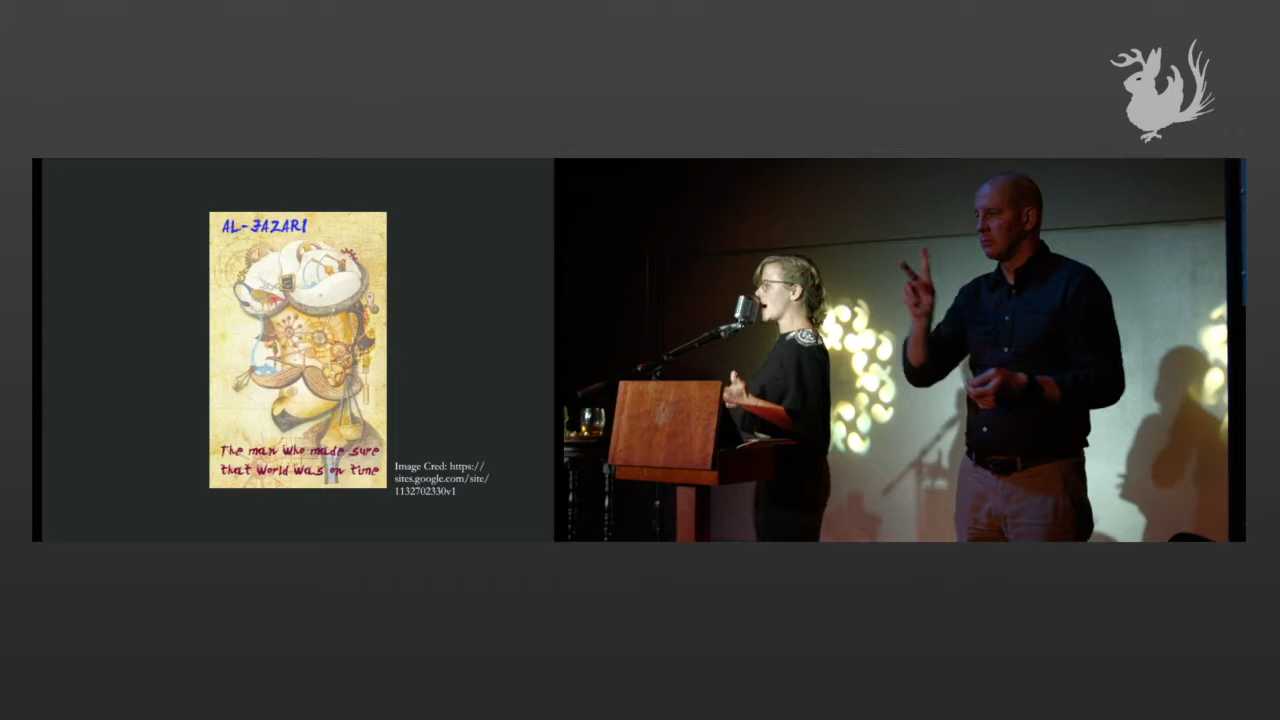 AL-JAZARI
The man who made sure
that world was on time
Image Cred: https://
sites.google.com/site/
1132702330v1